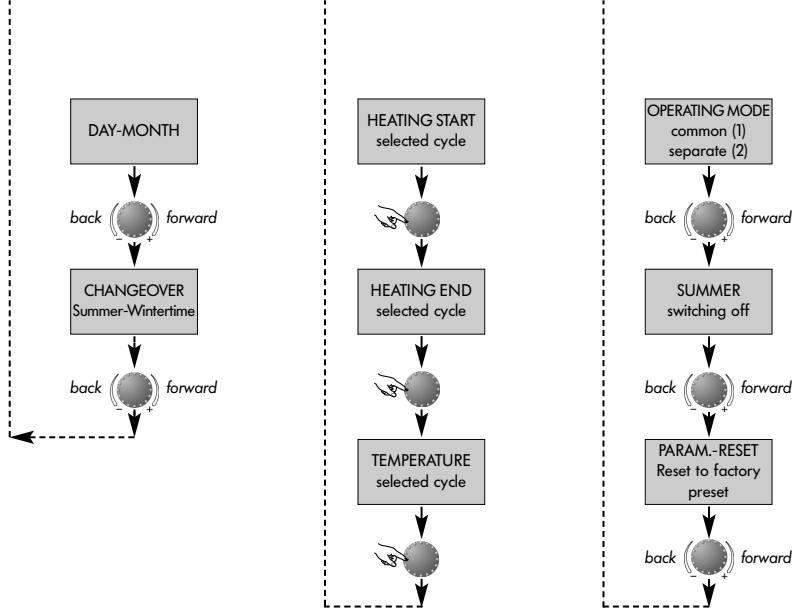 DAY-MONTH
back forward
– +
CHANGEOVER
Summer-Wintertime
back forward
– +
HEATING START
selected cycle
HEATING END
selected cycle
TEMPERATURE
selected cycle
OPERATING MODE
common (1)
separate (2)
back forward
– +
SUMMER
switching off
back forward
– +
PARAM.-RESET
Reset to factory
preset
back forward
– +